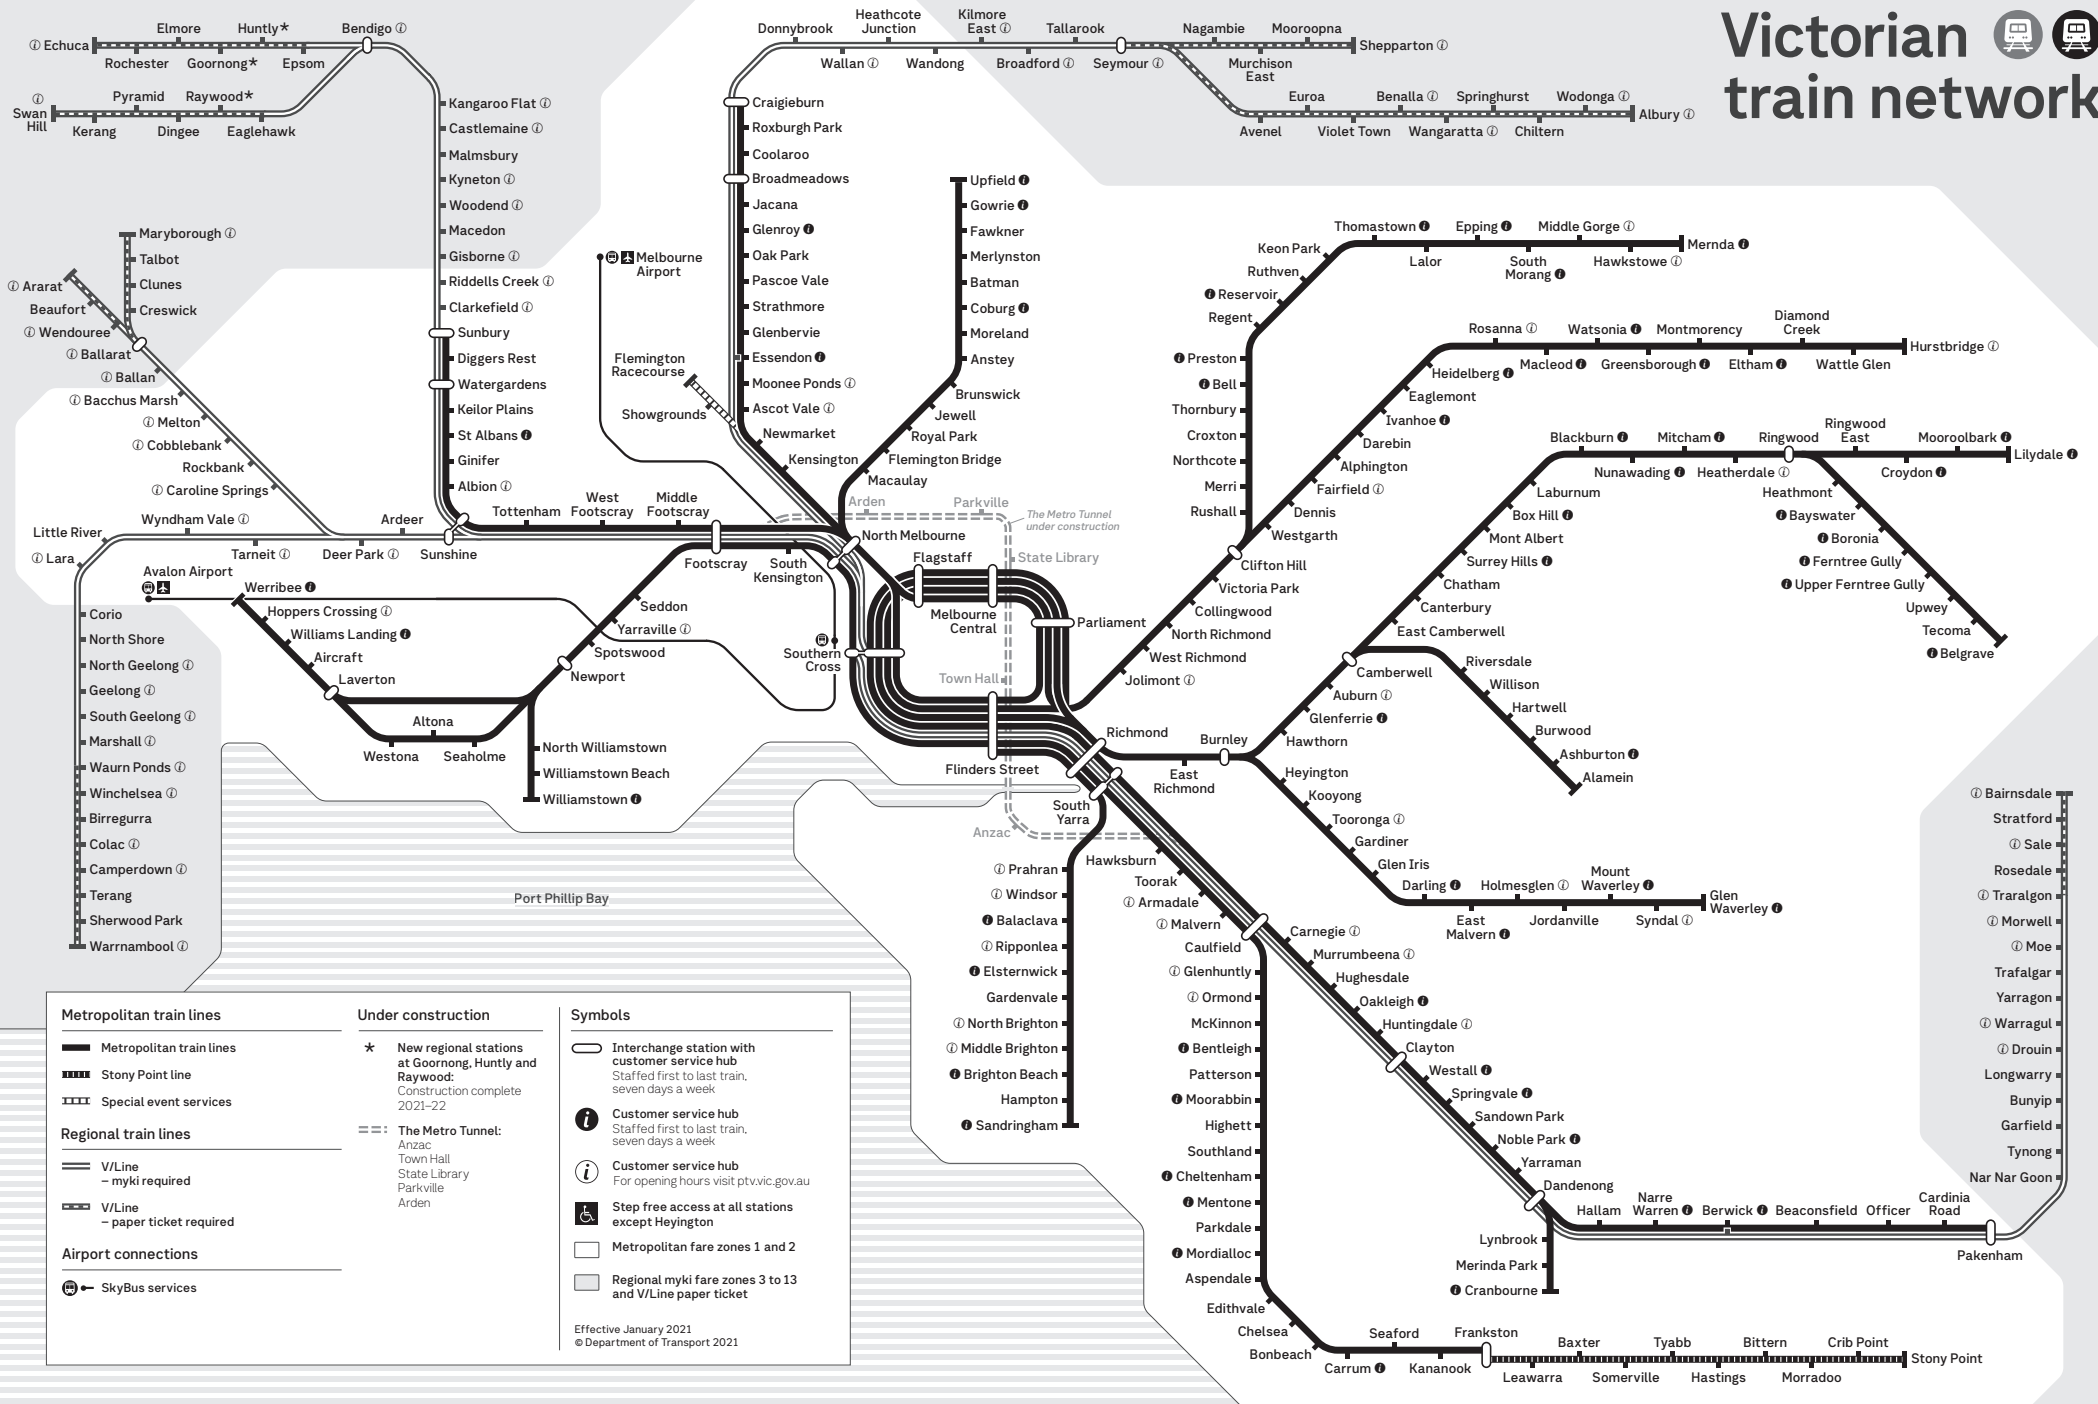 Victorian
train network
Echuca
Elmore
Huntly*
Bendigo
Rochester
Goornong*
Epsom
Swan
Hill
Pyramid
Raywood*
Kerang
Dingee
Eaglehawk
Kangaroo Flat
Castlemaine
Malmsbury
Kyneton
Woodend
Macedon
Gisborne
Riddells Creek
Clarkefield
Sunbury
Diggers Rest
Watergardens
Keilor Plains
St Albans
Ginifer
Albion
Donnybrook
Heathcote
Junction
Kilmore
East
Tallarook
Nagambie
Mooroopna
Shepparton
Wallan
Wandong
Broadford
Seymour
Murchison
East
Euroa
Benalla
Springhurst
Wodonga
Albury
Avenel
Violet Town
Wangaratta
Chiltern
Craigieburn
Roxburgh Park
Coolaroo
Broadmeadows
Jacana
Glenroy
Oak Park
Pascoe Vale
Strathmore
Glenbervie
Essendon
Moonee Ponds
Ascot Vale
Newmarket
Kensington
Melbourne
Airport
Flemington
Racecourse
Showgrounds
Upfield
Gowrie
Fawkner
Merlynston
Batman
Coburg
Moreland
Anstey
Brunswick
Jewell
Royal Park
Flemington Bridge
Macaulay
Maryborough
Talbot
Clunes
Creswick
Ararat
Beaufort
Wendouree
Ballarat
Ballan
Bacchus Marsh
Melton
Cobblebank
Rockbank
Caroline Springs
Little River
Wyndham Vale
Ardeer
Lara
Tarneit
Deer Park
Sunshine
Tottenham
West
Footscray
Middle
Footscray
Footscray
South
Kensington
North Melbourne
Arden
Parkville
The Metro Tunnel
under construction
State Library
Flagstaff
Melbourne
Central
Parliament
Southern
Cross
Town Hall
Flinders Street
Richmond
South
Yarra
Anzac
Avalon Airport
Werribee
Hoppers Crossing
Williams Landing
Aircraft
Laverton
Altona
Westona
Seaholme
Seddon
Yarraville
Spotswood
Newport
North Williamstown
Williamstown Beach
Williamstown
Corio
North Shore
North Geelong
Geelong
South Geelong
Marshall
Waurn Ponds
Winchelsea
Birregurra
Colac
Camperdown
Terang
Sherwood Park
Warrnambool
Port Phillip Bay
Thomastown
Epping
Middle Gorge
Mernda
Keon Park
Lalor
South
Morang
Hawkstowe
Ruthven
Reservoir
Regent
Preston
Bell
Thornbury
Croxton
Northcote
Merri
Rushall
Rosanna
Watsonia
Montmorency
Diamond
Creek
Hurstbridge
Macleod
Greensborough
Eltham
Wattle Glen
Heidelberg
Eaglemont
Ivanhoe
Darebin
Alphington
Fairfield
Dennis
Westgarth
Clifton Hill
Victoria Park
Collingwood
North Richmond
West Richmond
Jolimont
Blackburn
Mitcham
Ringwood
Ringwood
East
Mooroolbark
Lilydale
Nunawading
Heatherdale
Croydon
Heathmont
Bayswater
Boronia
Ferntree Gully
Upper Ferntree Gully
Upwey
Tecoma
Belgrave
Laburnum
Box Hill
Mont Albert
Surrey Hills
Chatham
Canterbury
East Camberwell
Camberwell
Auburn
Glenferrie
Hawthorn
Burnley
East
Richmond
Riversdale
Willison
Hartwell
Burwood
Ashburton
Alamein
Heyington
Kooyong
Tooronga
Gardiner
Glen Iris
Darling
Holmesglen
Mount
Waverley
Glen
Waverley
East
Malvern
Jordanville
Syndal
Prahran
Windsor
Balaclava
Ripponlea
Elsternwick
Gardenvale
North Brighton
Middle Brighton
Brighton Beach
Hampton
Sandringham
Hawksburn
Toorak
Armadale
Malvern
Caulfield
Glenhuntly
Ormond
McKinnon
Bentleigh
Patterson
Moorabbin
Highett
Southland
Cheltenham
Mentone
Parkdale
Mordialloc
Aspendale
Edithvale
Chelsea
Bonbeach
Carrum
Seaford
Kananook
Frankston
Leawarra
Baxter
Somerville
Tyabb
Hastings
Bittern
Morradoo
Crib Point
Stony Point
Carnegie
Murrumbeena
Hughesdale
Oakleigh
Huntingdale
Clayton
Westall
Springvale
Sandown Park
Noble Park
Yarraman
Dandenong
Lynbrook
Merinda Park
Cranbourne
Hallam
Narre
Warren
Berwick
Beaconsfield
Officer
Cardinia
Road
Pakenham
Bairnsdale
Stratford
Sale
Rosedale
Traralgon
Morwell
Moe
Trafalgar
Yarragon
Warragul
Drouin
Longwarry
Bunyip
Garfield
Tynong
Nar Nar Goon
Metropolitan train lines
Metropolitan train lines
Stony Point line
Special event services
Regional train lines
V/Line
– myki required
V/Line
– paper ticket required
Airport connections
SkyBus services
Under construction
*
New regional stations
at Goornong, Huntly and
Raywood:
Construction complete
2021–22
The Metro Tunnel:
Anzac
Town Hall
State Library
Parkville
Arden
Symbols
Interchange station with
customer service hub
Staffed first to last train,
seven days a week
Customer service hub
Staffed first to last train,
seven days a week
Customer service hub
For opening hours visit ptv.vic.gov.au
Step free access at all stations
except Heyington
Metropolitan fare zones 1 and 2
Regional myki fare zones 3 to 13
and V/Line paper ticket
Effective January 2021
© Department of Transport 2021